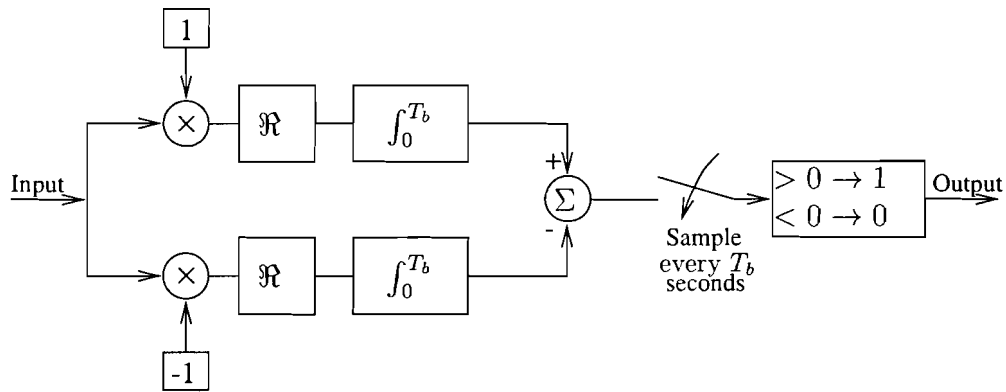 1
×
ℜ
∫₀^{T_b}
Input
+
Σ
-
> 0 → 1
< 0 → 0
Output
Sample
every T_b
seconds
×
ℜ
∫₀^{T_b}
-1